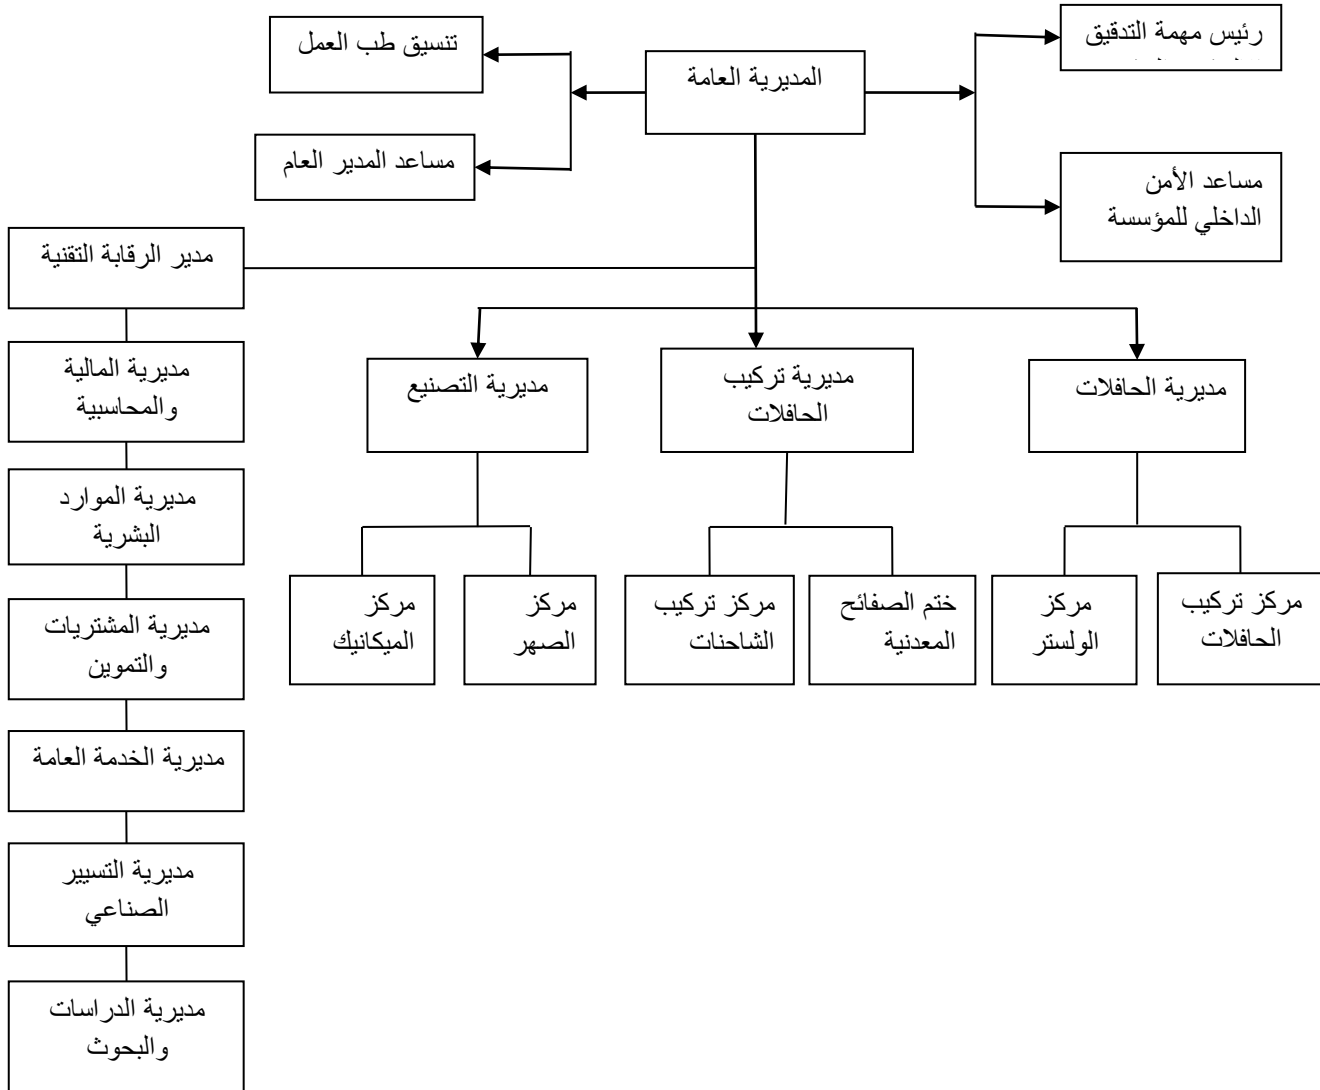 رئيس مهمة التدقيق
تنسيق طب العمل
المديرية العامة
مساعد المدير العام
مساعد الأمن
الداخلي للمؤسسة
مدير الرقابة التقنية
مديرية المالية
والمحاسبية
مديرية التصنيع
مديرية تركيب
الحافلات
مديرية الحافلات
مديرية الموارد
البشرية
مركز
الميكانيك
مركز
الصهر
مركز تركيب
الشاحنات
ختم الصفائح
المعدنية
مركز
الولستر
مركز تركيب
الحافلات
مديرية المشتريات
والتموين
مديرية الخدمة العامة
مديرية التسيير
الصناعي
مديرية الدراسات
والبحوث